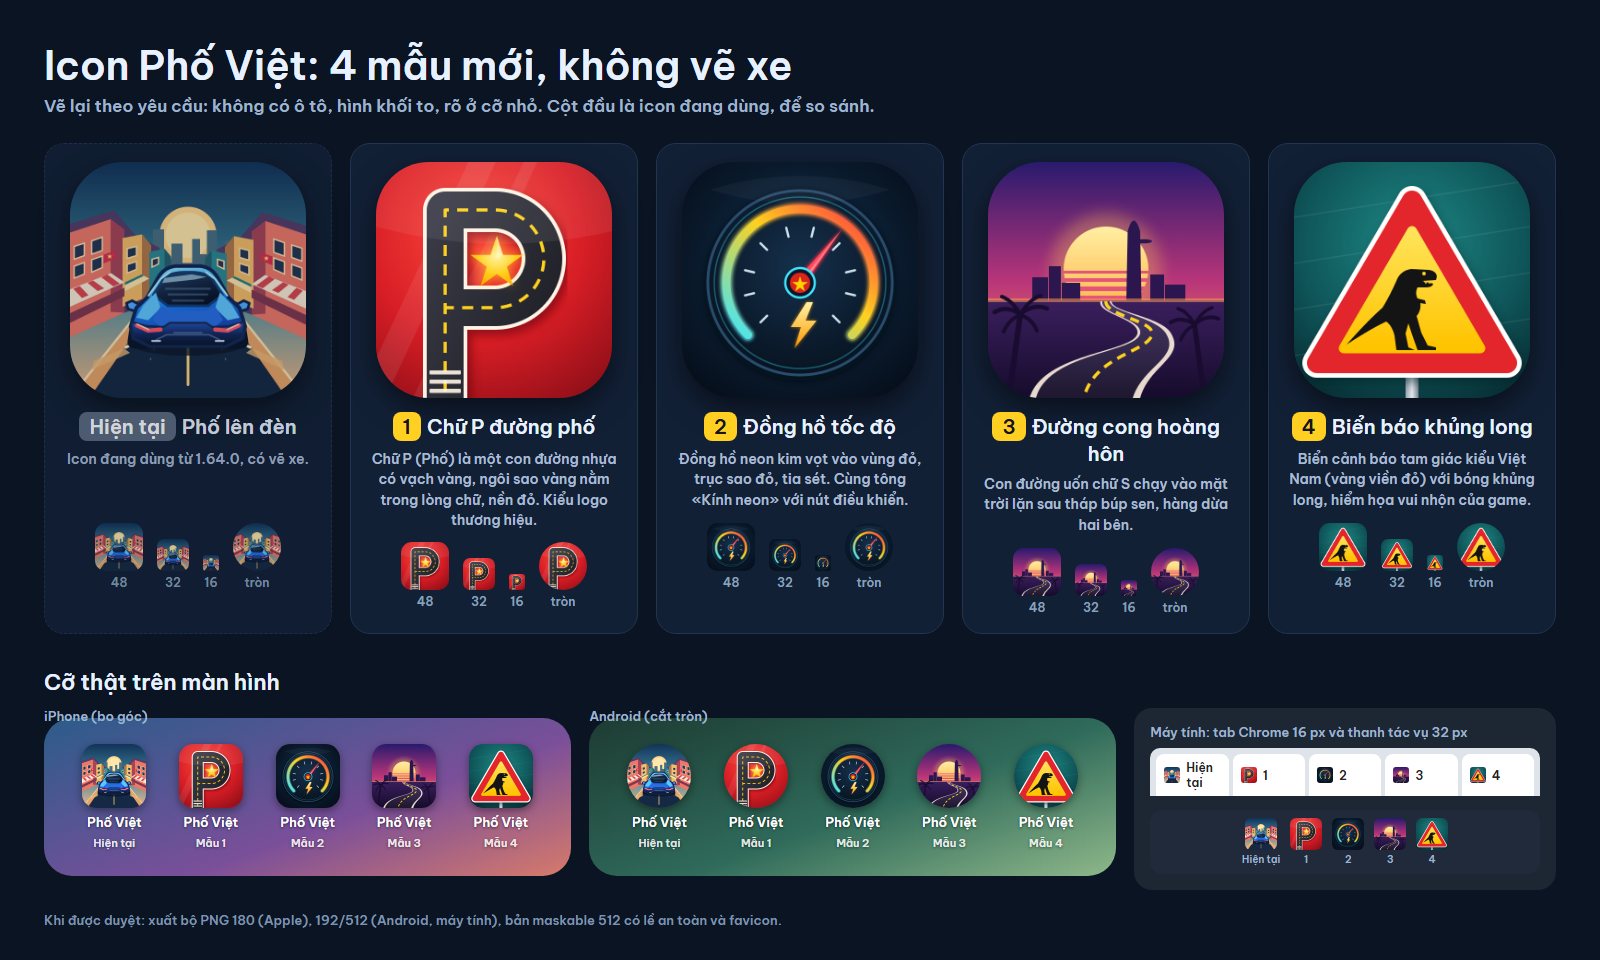 Icon Phố Việt: 4 mẫu mới, không vẽ xe
Vẽ lại theo yêu cầu: không có ô tô, hình khối to, rõ ở cỡ nhỏ. Cột đầu là icon đang dùng, để so sánh.
Hiện tại Phố lên đèn
Icon đang dùng từ 1.64.0, có vẽ xe.
48 32 16 tròn
1 Chữ P đường phố
Chữ P (Phố) là một con đường nhựa
có vạch vàng, ngôi sao vàng nằm
trong lòng chữ, nền đỏ. Kiểu logo
thương hiệu.
48 32 16 tròn
2 Đồng hồ tốc độ
Đồng hồ neon kim vọt vào vùng đỏ,
trục sao đỏ, tia sét. Cùng tông
«Kính neon» với nút điều khiển.
48 32 16 tròn
3 Đường cong hoàng
hôn
Con đường uốn chữ S chạy vào mặt
trời lặn sau tháp búp sen, hàng dừa
hai bên.
48 32 16 tròn
4 Biển báo khủng long
Biển cảnh báo tam giác kiểu Việt
Nam (vàng viền đỏ) với bóng khủng
long, hiểm họa vui nhộn của game.
48 32 16 tròn
Cỡ thật trên màn hình
iPhone (bo góc)
Phố Việt Phố Việt Phố Việt Phố Việt Phố Việt
Hiện tại Mẫu 1 Mẫu 2 Mẫu 3 Mẫu 4
Android (cắt tròn)
Phố Việt Phố Việt Phố Việt Phố Việt Phố Việt
Hiện tại Mẫu 1 Mẫu 2 Mẫu 3 Mẫu 4
Máy tính: tab Chrome 16 px và thanh tác vụ 32 px
Hiện
tại
1 2 3 4
Hiện tại 1 2 3 4
Khi được duyệt: xuất bộ PNG 180 (Apple), 192/512 (Android, máy tính), bản maskable 512 có lề an toàn và favicon.